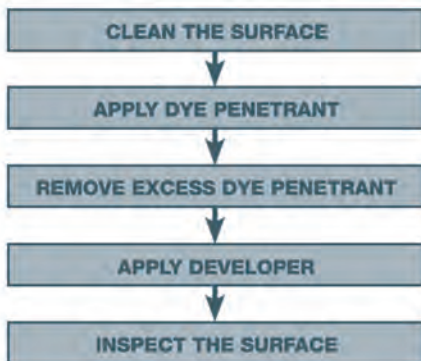 CLEAN THE SURFACE
APPLY DYE PENETRANT
REMOVE EXCESS DYE PENETRANT
APPLY DEVELOPER
INSPECT THE SURFACE